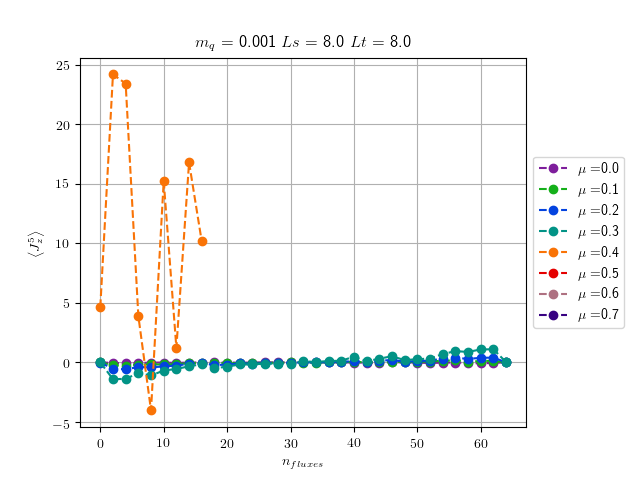 m_q = 0.001 Ls = 8.0 Lt = 8.0
25
20
15
10
5
0
−5
⟨J_z^5⟩
0 10 20 30 40 50 60
n_fluxes
μ =0.0
μ =0.1
μ =0.2
μ =0.3
μ =0.4
μ =0.5
μ =0.6
μ =0.7